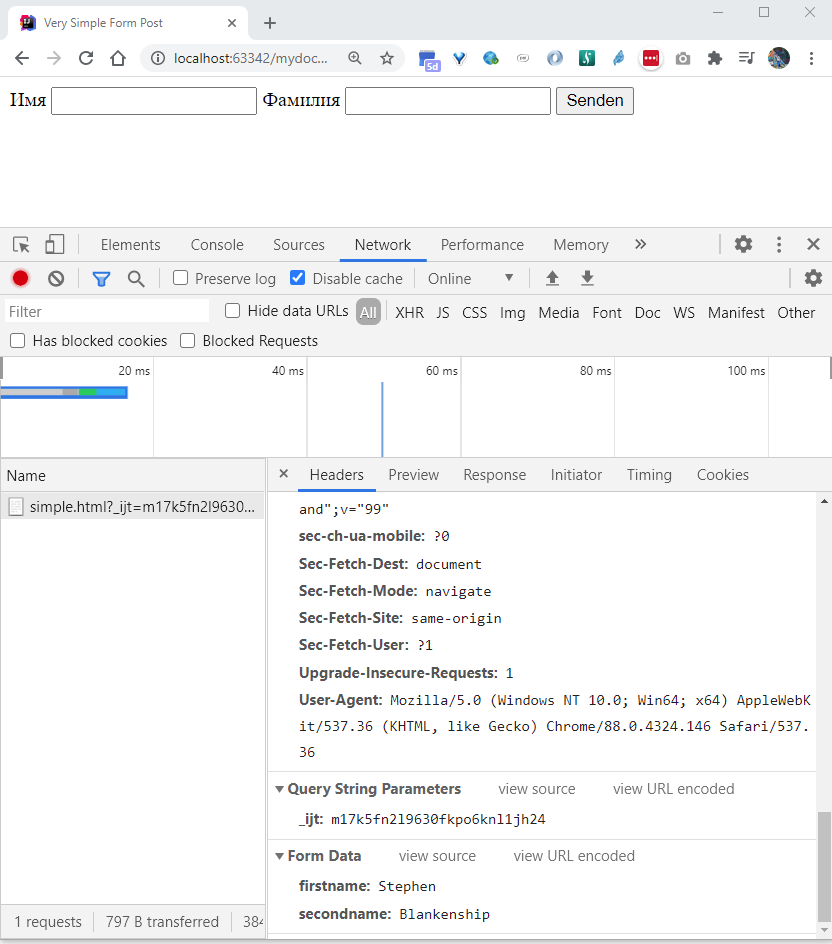 Very Simple Form Post
localhost:63342/mydoc...
5d
Имя Фамилия Senden
Elements Console Sources Network Performance Memory
Preserve log Disable cache Online
Filter Hide data URLs All XHR JS CSS Img Media Font Doc WS Manifest Other
Has blocked cookies Blocked Requests
20 ms 40 ms 60 ms 80 ms 100 ms
Name Headers Preview Response Initiator Timing Cookies
simple.html?_ijt=m17k5fn2l9630...
and";v="99"
sec-ch-ua-mobile: ?0
Sec-Fetch-Dest: document
Sec-Fetch-Mode: navigate
Sec-Fetch-Site: same-origin
Sec-Fetch-User: ?1
Upgrade-Insecure-Requests: 1
User-Agent: Mozilla/5.0 (Windows NT 10.0; Win64; x64) AppleWebK
it/537.36 (KHTML, like Gecko) Chrome/88.0.4324.146 Safari/537.
36
Query String Parameters view source view URL encoded
_ijt: m17k5fn2l9630fkpo6knl1jh24
Form Data view source view URL encoded
firstname: Stephen
secondname: Blankenship
1 requests 797 B transferred 384